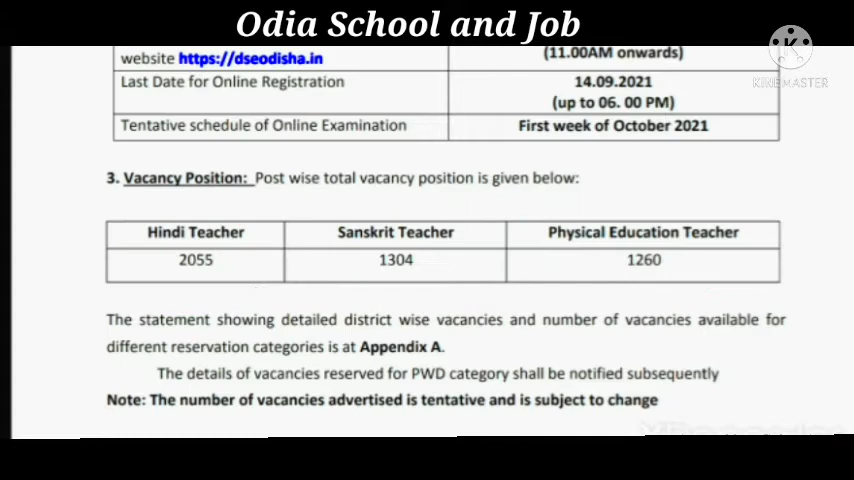 Odia School and Job
K
KINEMASTER
website https://dseodisha.in
(11.00AM onwards)
Last Date for Online Registration
14.09.2021
(up to 06. 00 PM)
Tentative schedule of Online Examination
First week of October 2021
3. Vacancy Position: Post wise total vacancy position is given below:
Hindi Teacher
Sanskrit Teacher
Physical Education Teacher
2055
1304
1260
The statement showing detailed district wise vacancies and number of vacancies available for
different reservation categories is at Appendix A.
The details of vacancies reserved for PWD category shall be notified subsequently
Note: The number of vacancies advertised is tentative and is subject to change